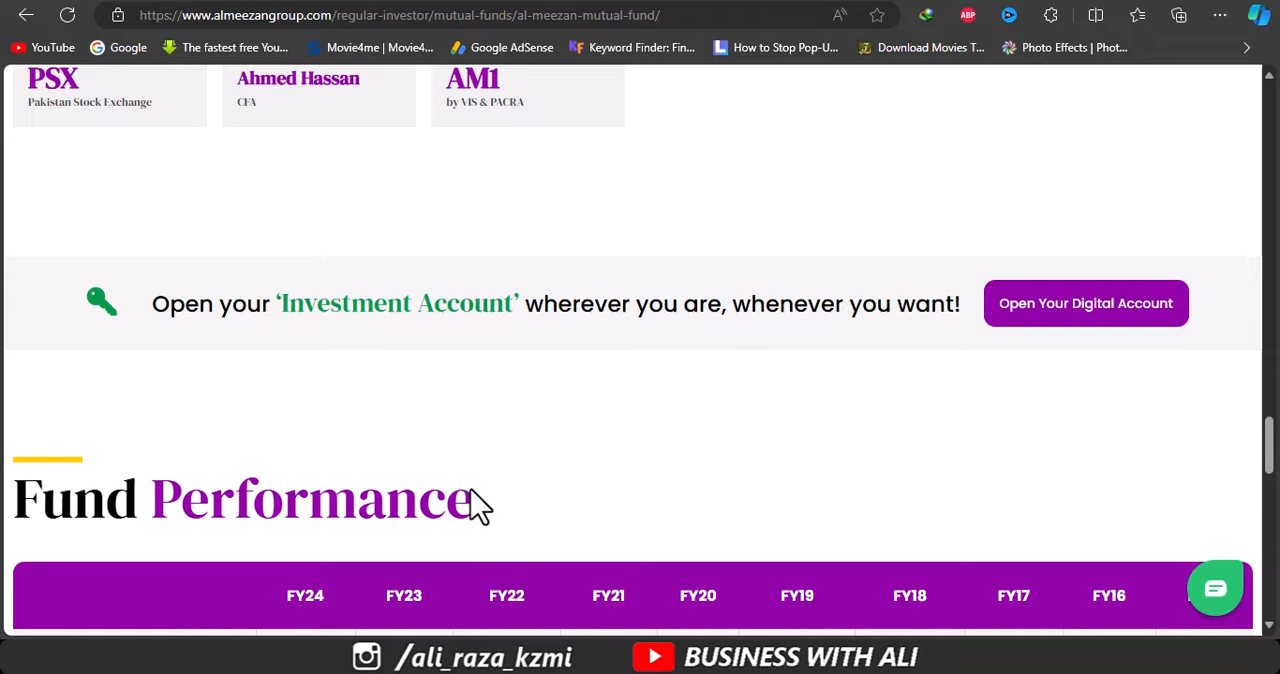 https://www.almeezangroup.com/regular-investor/mutual-funds/al-meezan-mutual-fund/
YouTube Google The fastest free You... Movie4me | Movie4... Google AdSense Keyword Finder: Fin... How to Stop Pop-U... Download Movies T... Photo Effects | Phot...
PSX Ahmed Hassan AM1
Pakistan Stock Exchange CFA by VIS & PACRA
Open your ‘Investment Account’ wherever you are, whenever you want! Open Your Digital Account
Fund Performance
FY24 FY23 FY22 FY21 FY20 FY19 FY18 FY17 FY16
/ali_raza_kzmi BUSINESS WITH ALI